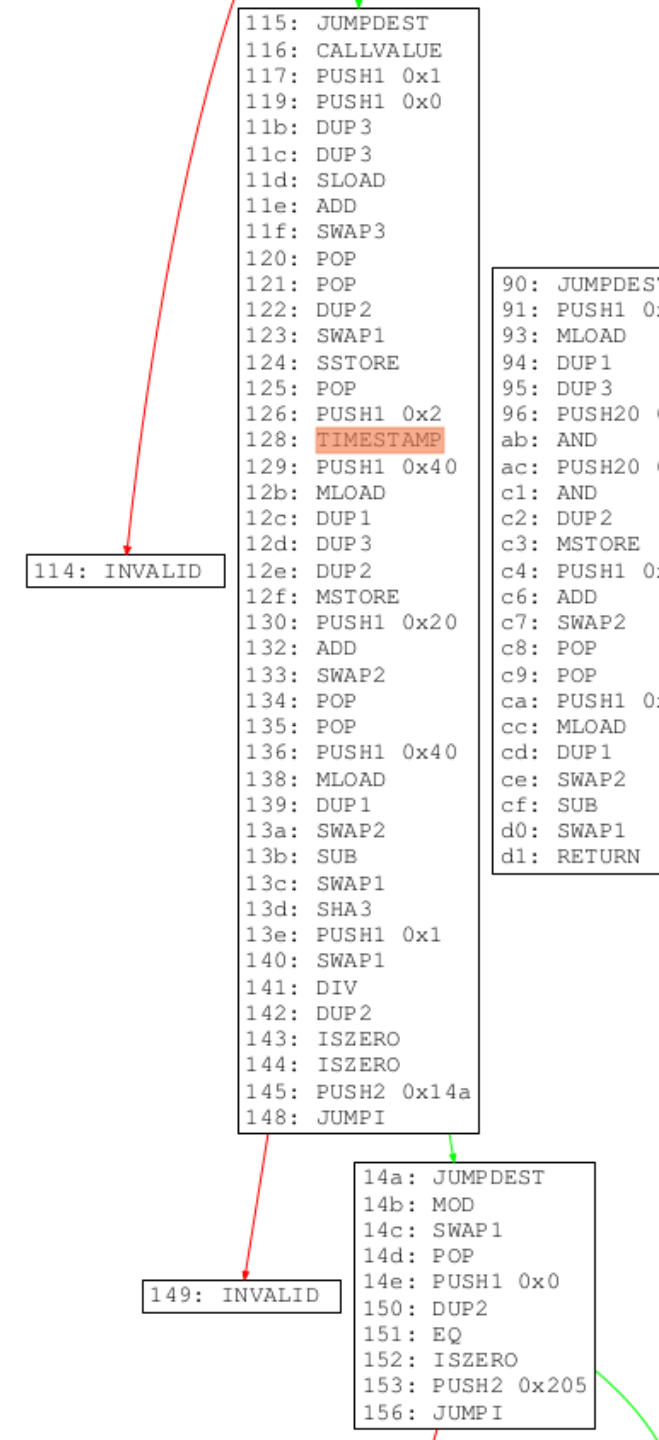 115: JUMPDEST
116: CALLVALUE
117: PUSH1 0x1
119: PUSH1 0x0
11b: DUP3
11c: DUP3
11d: SLOAD
11e: ADD
11f: SWAP3
120: POP
121: POP
122: DUP2
123: SWAP1
124: SSTORE
125: POP
126: PUSH1 0x2
128: TIMESTAMP
129: PUSH1 0x40
12b: MLOAD
12c: DUP1
12d: DUP3
12e: DUP2
12f: MSTORE
130: PUSH1 0x20
132: ADD
133: SWAP2
134: POP
135: POP
136: PUSH1 0x40
138: MLOAD
139: DUP1
13a: SWAP2
13b: SUB
13c: SWAP1
13d: SHA3
13e: PUSH1 0x1
140: SWAP1
141: DIV
142: DUP2
143: ISZERO
144: ISZERO
145: PUSH2 0x14a
148: JUMPI
114: INVALID
90: JUMPDEST
91: PUSH1
93: MLOAD
94: DUP1
95: DUP3
96: PUSH20
ab: AND
ac: PUSH20
c1: AND
c2: DUP2
c3: MSTORE
c4: PUSH1
c6: ADD
c7: SWAP2
c8: POP
c9: POP
ca: PUSH1
cc: MLOAD
cd: DUP1
ce: SWAP2
cf: SUB
d0: SWAP1
d1: RETURN
149: INVALID
14a: JUMPDEST
14b: MOD
14c: SWAP1
14d: POP
14e: PUSH1 0x0
150: DUP2
151: EQ
152: ISZERO
153: PUSH2 0x205
156: JUMPI